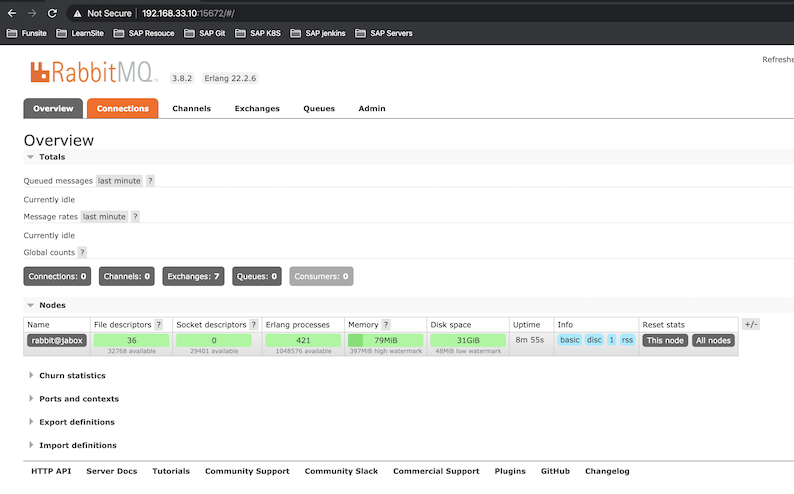 Not Secure | 192.168.33.10:15672/#/
Funsite LearnSite SAP Resouce SAP Git SAP K8S SAP jenkins SAP Servers
Refreshe
RabbitMQ 3.8.2 Erlang 22.2.6
Overview Connections Channels Exchanges Queues Admin
Overview
Totals
Queued messages last minute ?
Currently idle
Message rates last minute ?
Currently idle
Global counts ?
Connections: 0 Channels: 0 Exchanges: 7 Queues: 0 Consumers: 0
Nodes
Name File descriptors ? Socket descriptors ? Erlang processes Memory ? Disk space Uptime Info Reset stats +/-
rabbit@jabox 36 0 421 79MiB 31GiB 8m 55s basic disc 1 rss This node All nodes
32768 available 29401 available 1048576 available 397MiB high watermark 48MiB low watermark
Churn statistics
Ports and contexts
Export definitions
Import definitions
HTTP API Server Docs Tutorials Community Support Community Slack Commercial Support Plugins GitHub Changelog